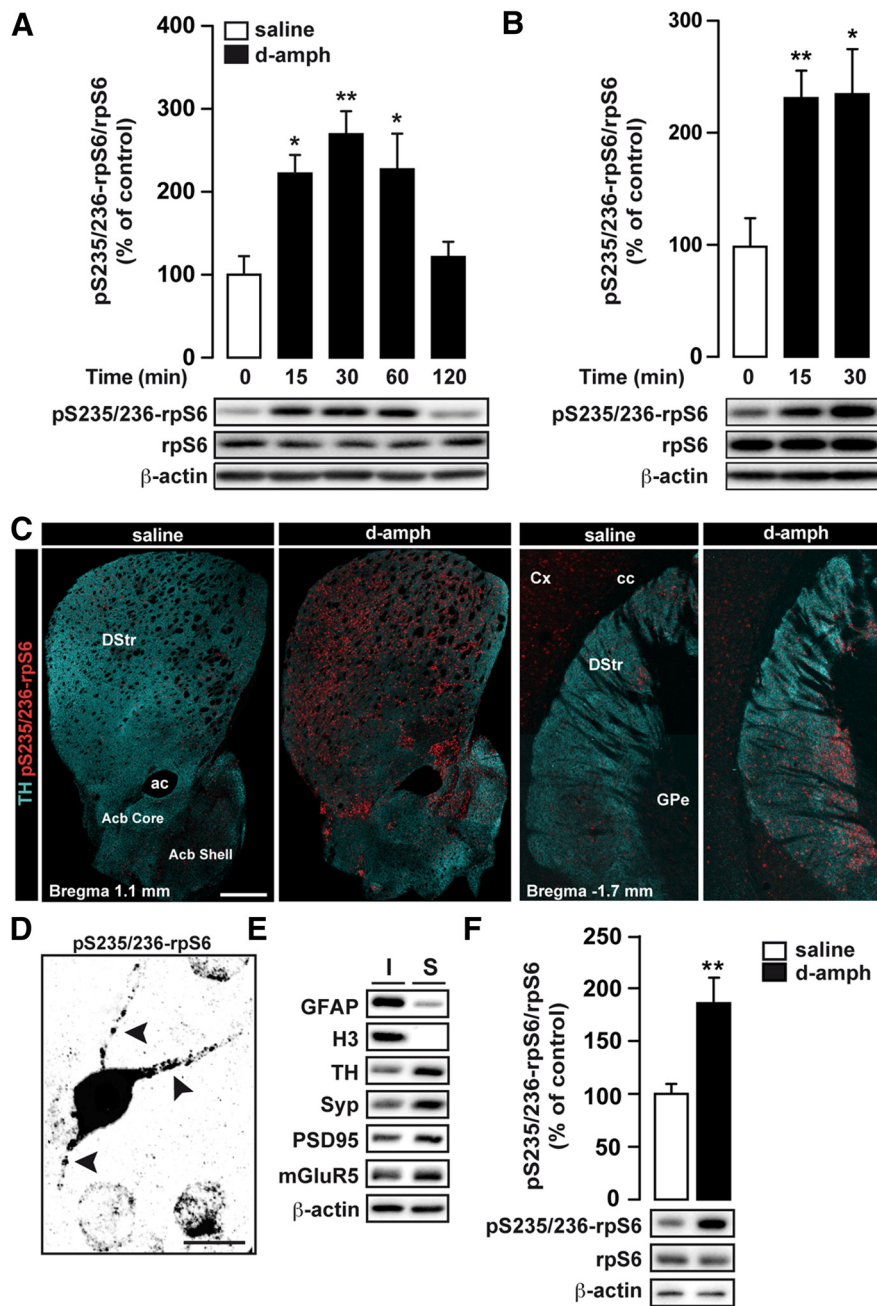 A
saline
d-amph
pS235/236-rpS6/rpS6
(% of control)
400
300
200
100
0
*
**
*
Time (min) 0 15 30 60 120
pS235/236-rpS6
rpS6
β-actin
B
pS235/236-rpS6/rpS6
(% of control)
300
200
100
0
**
*
Time (min) 0 15 30
pS235/236-rpS6
rpS6
β-actin
C
saline
d-amph
saline
d-amph
TH pS235/236-rpS6
DStr
ac
Acb Core
Acb Shell
Bregma 1.1 mm
Cx
cc
DStr
GPe
Bregma -1.7 mm
D
pS235/236-rpS6
E
I S
GFAP
H3
TH
Syp
PSD95
mGluR5
β-actin
F
saline
d-amph
pS235/236-rpS6/rpS6
(% of control)
250
200
150
100
50
0
**
pS235/236-rpS6
rpS6
β-actin